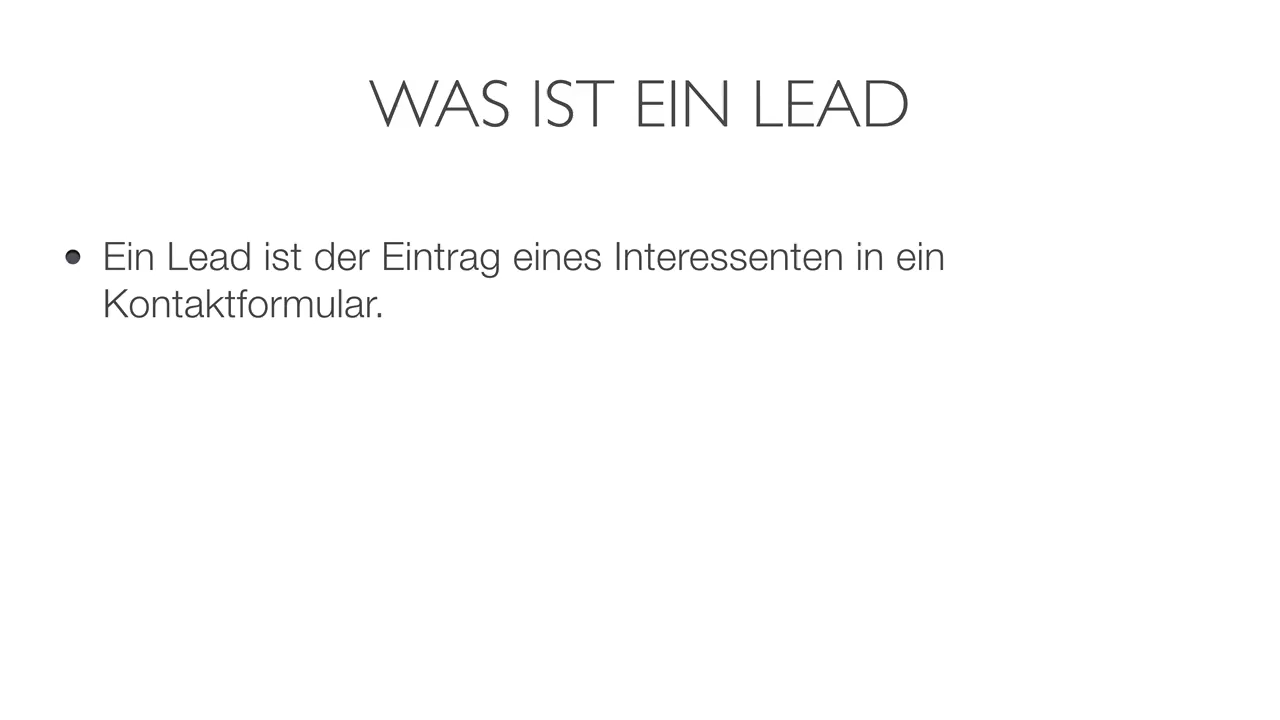 WAS IST EIN LEAD
• Ein Lead ist der Eintrag eines Interessenten in ein
Kontaktformular.